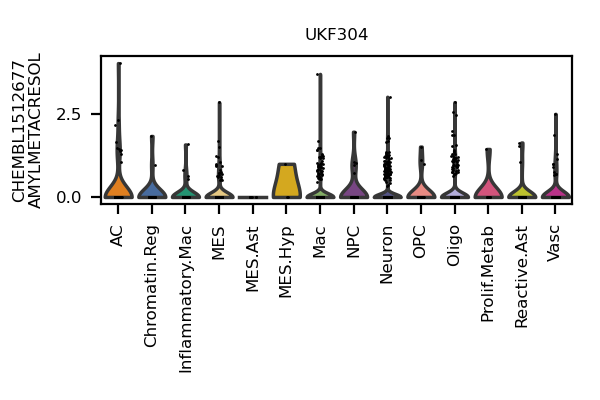 UKF304
CHEMBL1512677
AMYLMETACRESOL
2.5
0.0
AC
Chromatin.Reg
Inflammatory.Mac
MES
MES.Ast
MES.Hyp
Mac
NPC
Neuron
OPC
Oligo
Prolif.Metab
Reactive.Ast
Vasc